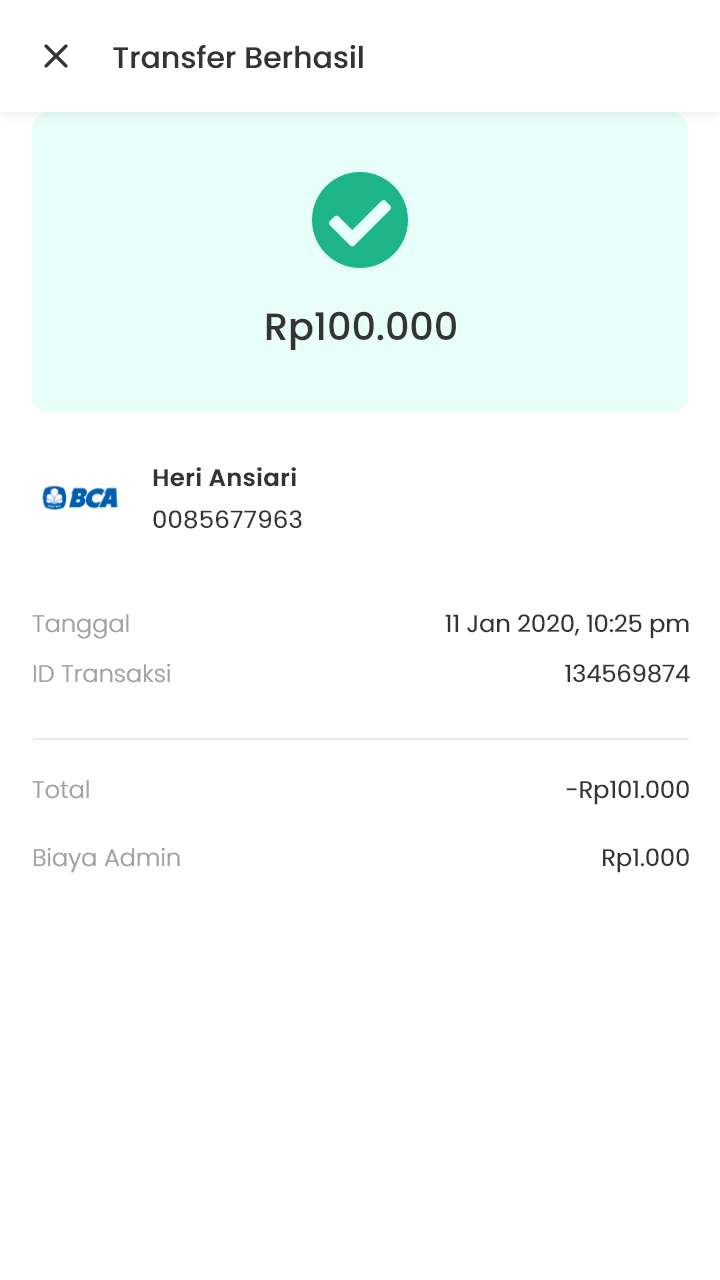 Transfer Berhasil
Rp100.000
BCA
Heri Ansiari
0085677963
Tanggal 11 Jan 2020, 10:25 pm
ID Transaksi 134569874
Total -Rp101.000
Biaya Admin Rp1.000